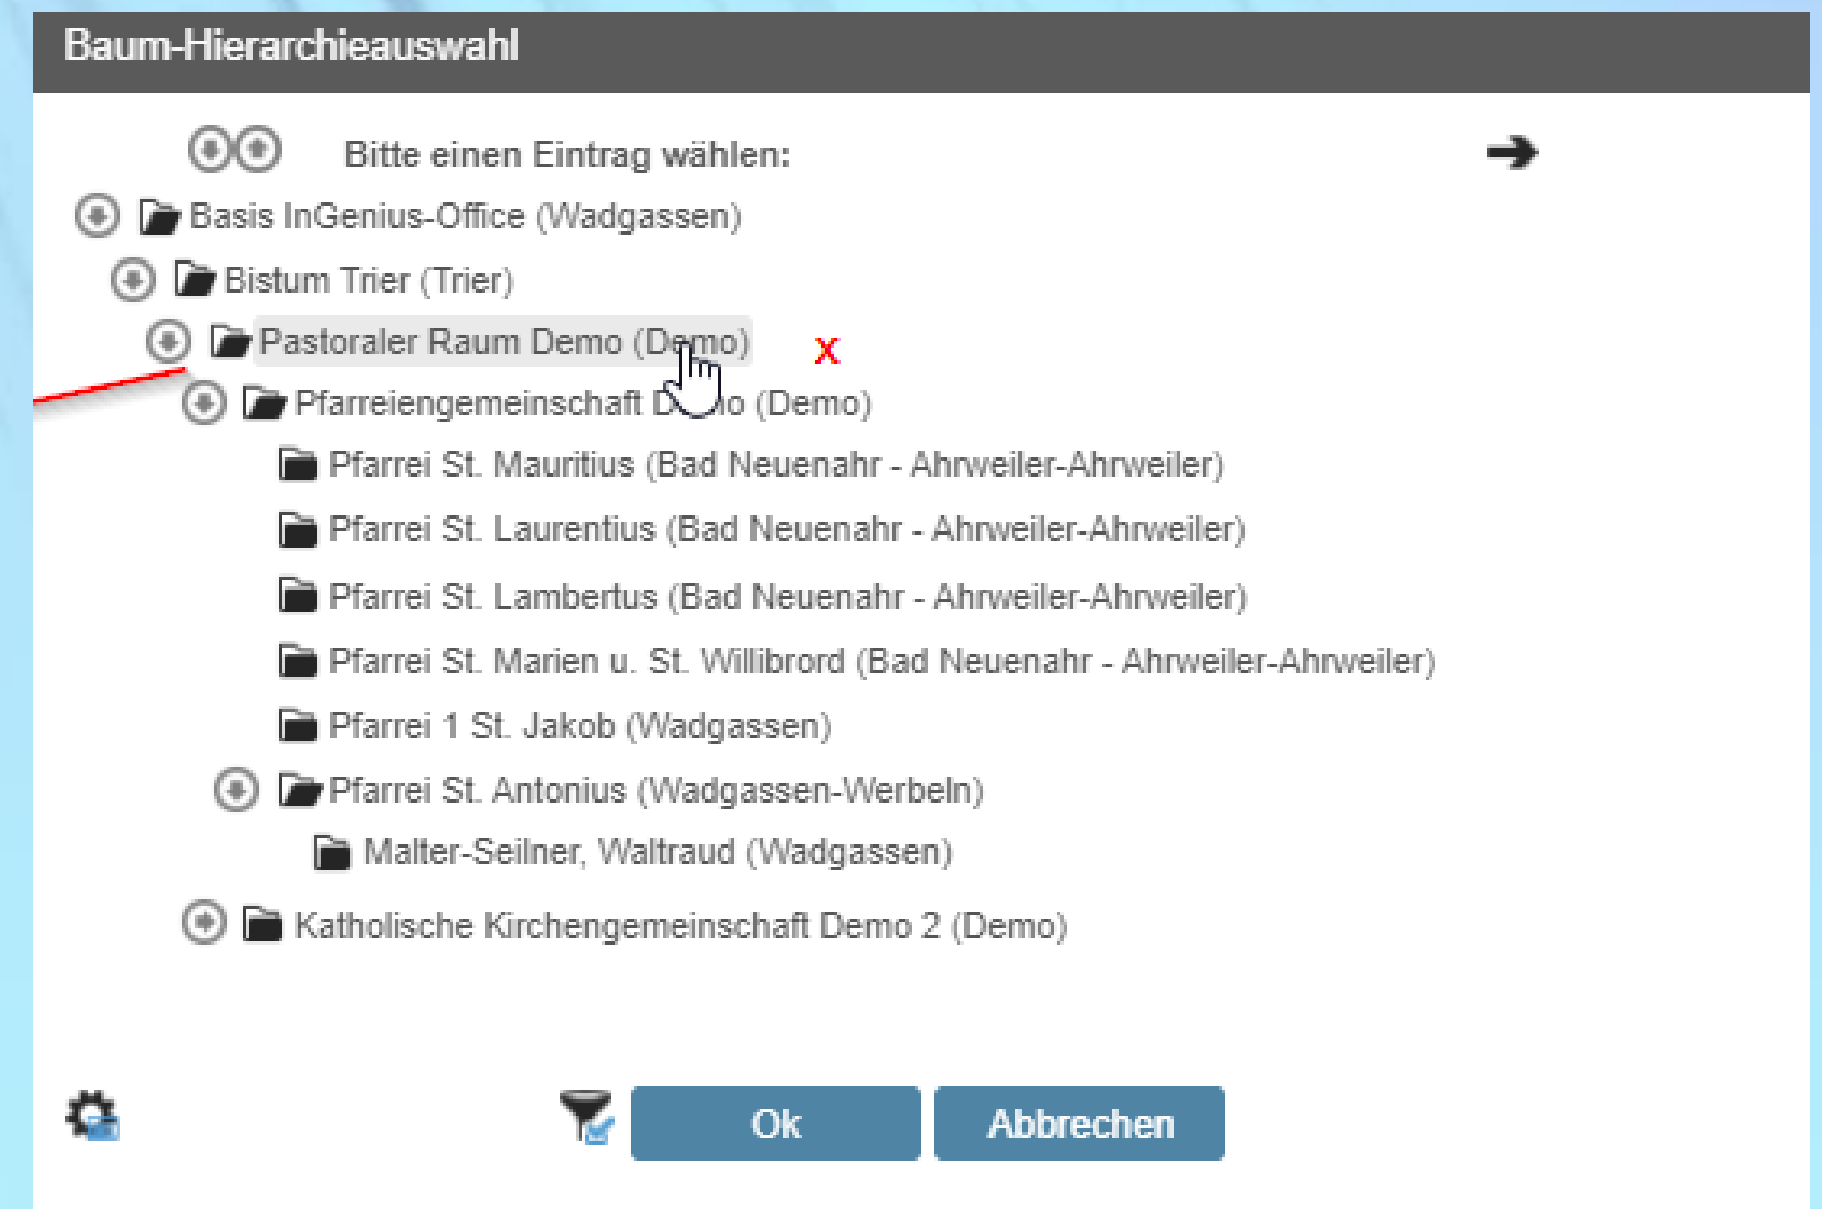 Baum-Hierarchieauswahl
Bitte einen Eintrag wählen:
Basis InGenius-Office (Wadgassen)
Bistum Trier (Trier)
Pastoraler Raum Demo (Demo)
x
Pfarreiengemeinschaft Demo (Demo)
Pfarrei St. Mauritius (Bad Neuenahr - Ahrweiler-Ahrweiler)
Pfarrei St. Laurentius (Bad Neuenahr - Ahrweiler-Ahrweiler)
Pfarrei St. Lambertus (Bad Neuenahr - Ahrweiler-Ahrweiler)
Pfarrei St. Marien u. St. Willibrord (Bad Neuenahr - Ahrweiler-Ahrweiler)
Pfarrei 1 St. Jakob (Wadgassen)
Pfarrei St. Antonius (Wadgassen-Werbeln)
Malter-Seilner, Waltraud (Wadgassen)
Katholische Kirchengemeinschaft Demo 2 (Demo)
Ok
Abbrechen